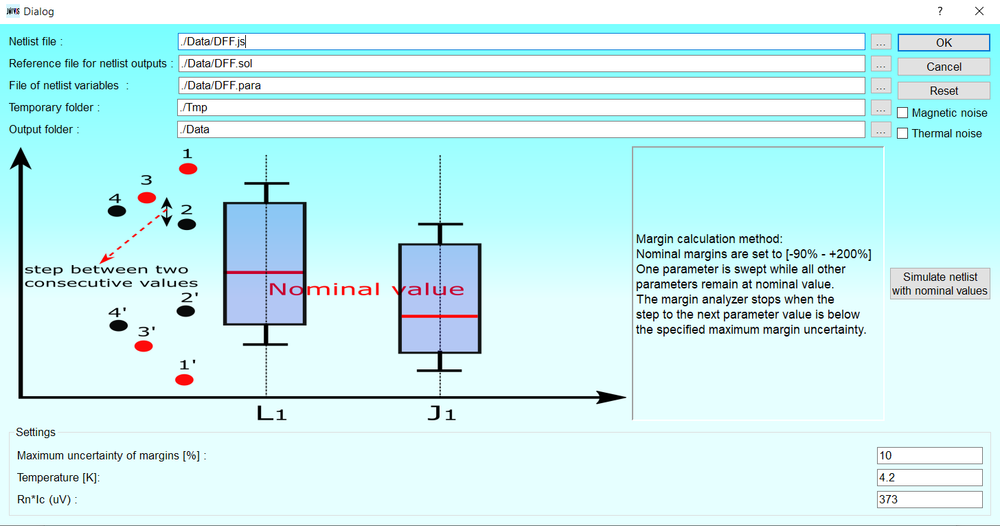 JAIVIS Dialog
?
Netlist file :
./Data/DFF.js
...
OK
Reference file for netlist outputs :
./Data/DFF.sol
...
Cancel
File of netlist variables :
./Data/DFF.para
...
Reset
Temporary folder :
./Tmp
...
Magnetic noise
Output folder :
./Data
...
Thermal noise
1
3
4
2
step between two
consecutive values
2'
4'
3'
1'
Nominal value
L1
J1
Margin calculation method:
Nominal margins are set to [-90% - +200%]
One parameter is swept while all other
parameters remain at nominal value.
The margin analyzer stops when the
step to the next parameter value is below
the specified maximum margin uncertainty.
Simulate netlist
with nominal values
Settings
Maximum uncertainty of margins [%] :
10
Temperature [K]:
4.2
Rn*Ic (uV) :
373